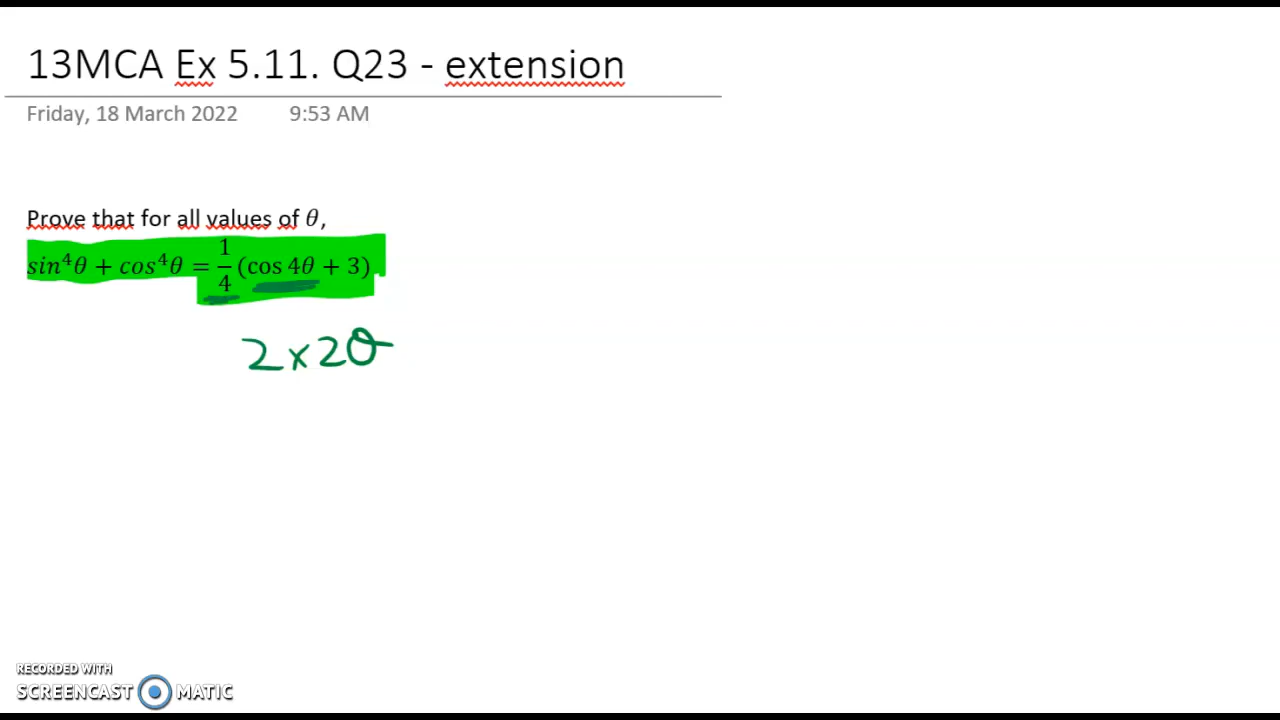 13MCA Ex 5.11. Q23 - extension
Friday, 18 March 2022 9:53 AM
Prove that for all values of θ,
sin⁴θ + cos⁴θ = 1/4 (cos 4θ + 3)
2 × 2θ
RECORDED WITH
SCREENCAST MATIC